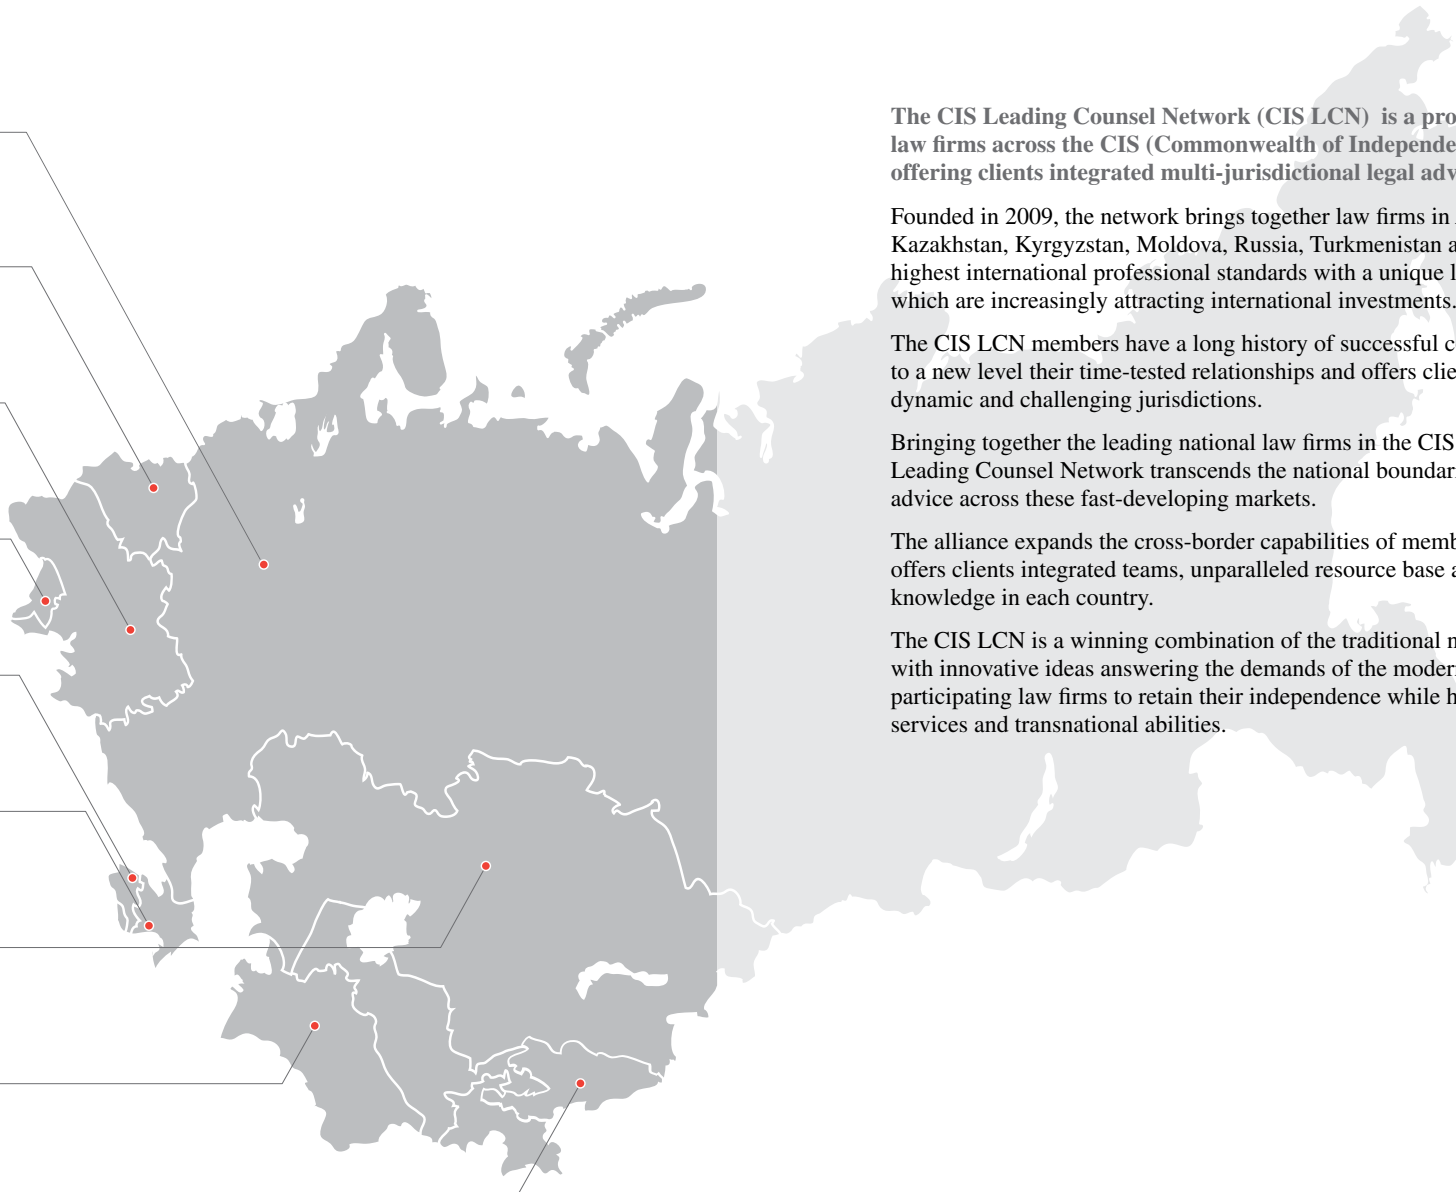 The CIS Leading Counsel Network (CIS LCN)  is a pro
law firms across the CIS (Commonwealth of Independe
offering clients integrated multi-jurisdictional legal adv
Founded in 2009, the network brings together law firms in
Kazakhstan, Kyrgyzstan, Moldova, Russia, Turkmenistan a
highest international professional standards with a unique l
which are increasingly attracting international investments.
The CIS LCN members have a long history of successful c
to a new level their time-tested relationships and offers clie
dynamic and challenging jurisdictions.
Bringing together the leading national law firms in the CIS
Leading Counsel Network transcends the national boundar
advice across these fast-developing markets.
The alliance expands the cross-border capabilities of memb
offers clients integrated teams, unparalleled resource base a
knowledge in each country.
The CIS LCN is a winning combination of the traditional n
with innovative ideas answering the demands of the moder
participating law firms to retain their independence while h
services and transnational abilities.